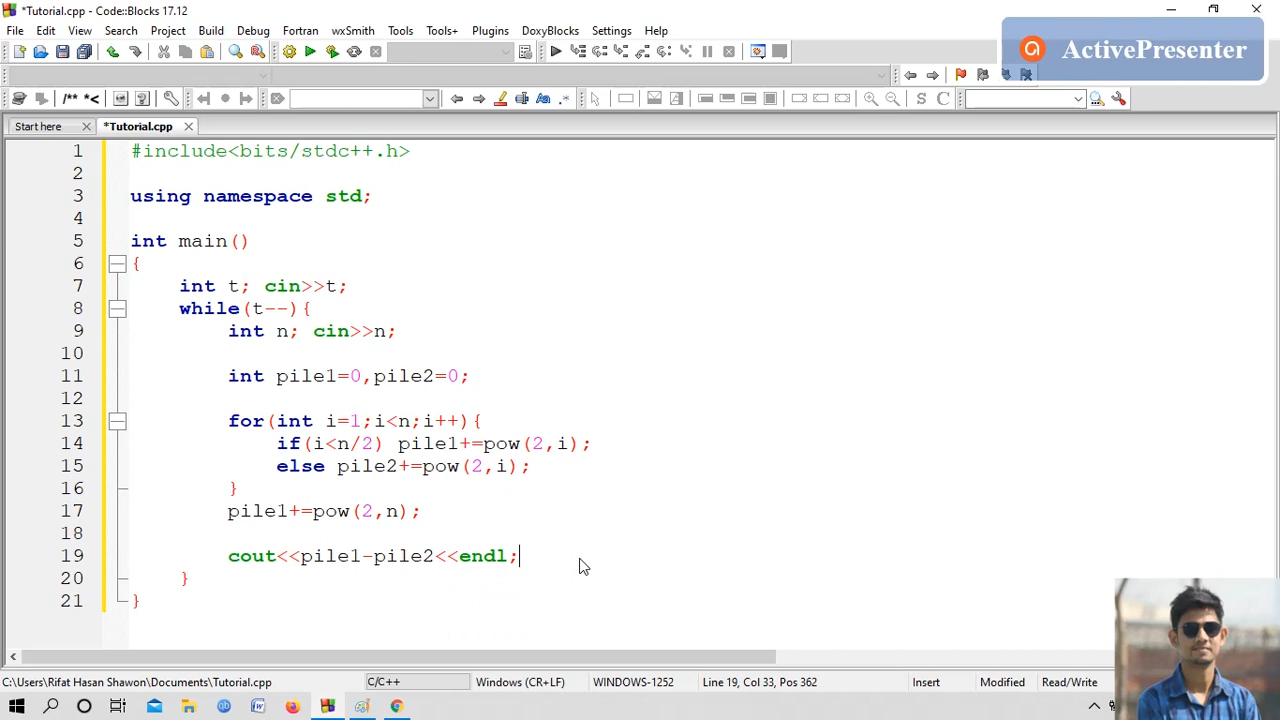 *Tutorial.cpp - Code::Blocks 17.12
File Edit View Search Project Build Debug Fortran wxSmith Tools Tools+ Plugins DoxyBlocks Settings Help
ActivePresenter
/** *<
S C
Start here *Tutorial.cpp
1 #include<bits/stdc++.h>
2
3 using namespace std;
4
5 int main()
6 {
7 int t; cin>>t;
8 while(t--){
9 int n; cin>>n;
10
11 int pile1=0,pile2=0;
12
13 for(int i=1;i<n;i++){
14 if(i<n/2) pile1+=pow(2,i);
15 else pile2+=pow(2,i);
16 }
17 pile1+=pow(2,n);
18
19 cout<<pile1-pile2<<endl;
20 }
21 }
C:\Users\Rifat Hasan Shawon\Documents\Tutorial.cpp C/C++ Windows (CR+LF) WINDOWS-1252 Line 19, Col 33, Pos 362 Insert Modified Read/Write